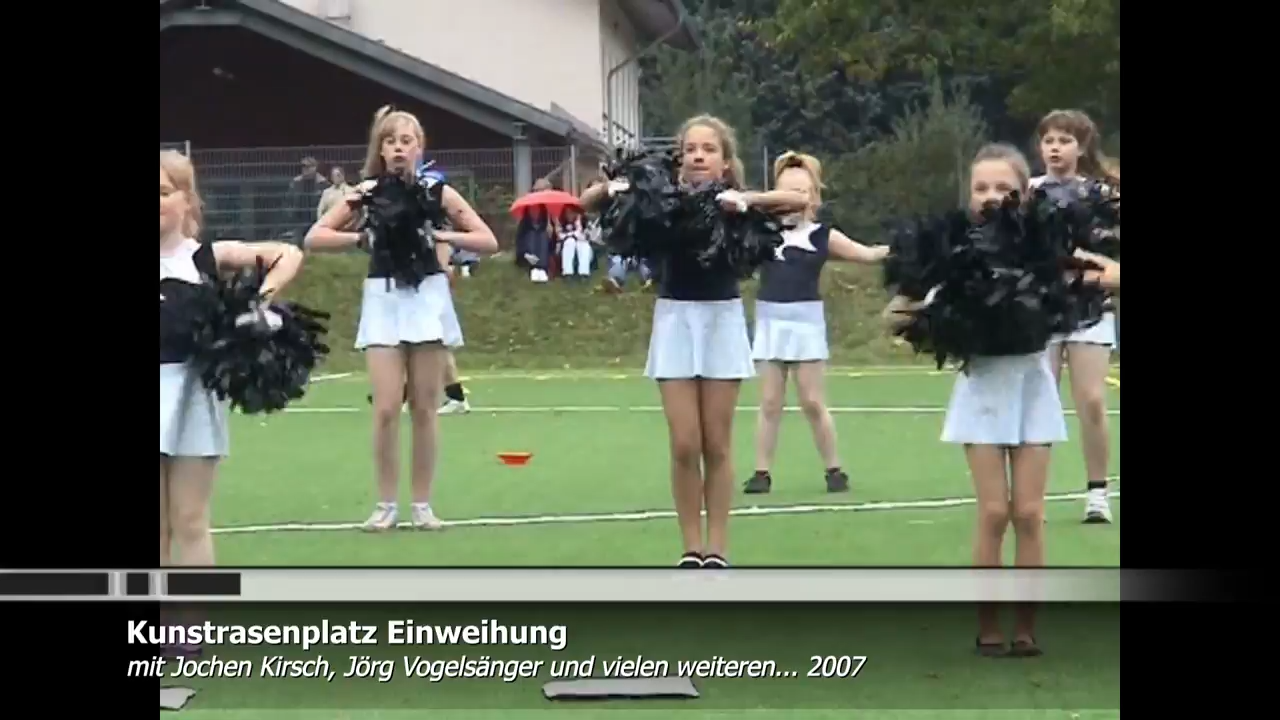 Kunstrasenplatz Einweihung
mit Jochen Kirsch, Jörg Vogelsänger und vielen weiteren... 2007